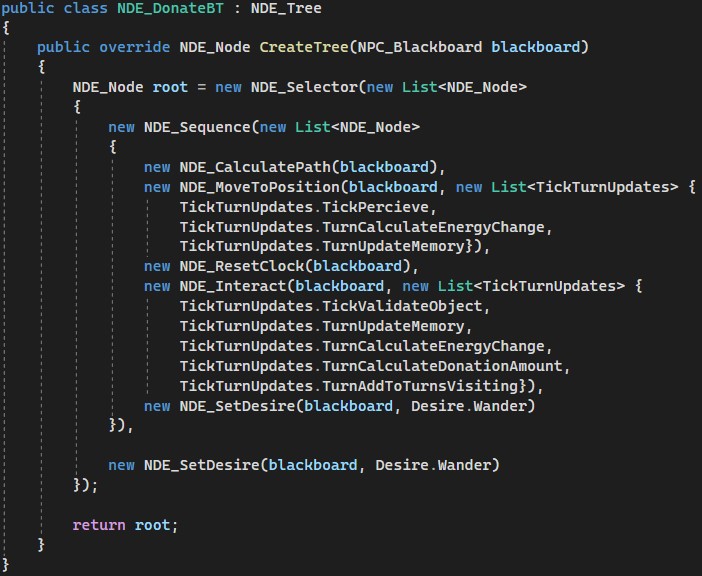 public class NDE_DonateBT : NDE_Tree
{
    public override NDE_Node CreateTree(NPC_Blackboard blackboard)
    {
        NDE_Node root = new NDE_Selector(new List<NDE_Node>
        {
            new NDE_Sequence(new List<NDE_Node>
            {
                new NDE_CalculatePath(blackboard),
                new NDE_MoveToPosition(blackboard, new List<TickTurnUpdates> {
                    TickTurnUpdates.TickPercieve,
                    TickTurnUpdates.TurnCalculateEnergyChange,
                    TickTurnUpdates.TurnUpdateMemory}),
                new NDE_ResetClock(blackboard),
                new NDE_Interact(blackboard, new List<TickTurnUpdates> {
                    TickTurnUpdates.TickValidateObject,
                    TickTurnUpdates.TurnUpdateMemory,
                    TickTurnUpdates.TurnCalculateEnergyChange,
                    TickTurnUpdates.TurnCalculateDonationAmount,
                    TickTurnUpdates.TurnAddToTurnsVisiting}),
                new NDE_SetDesire(blackboard, Desire.Wander)
            }),

            new NDE_SetDesire(blackboard, Desire.Wander)
        });

        return root;
    }
}